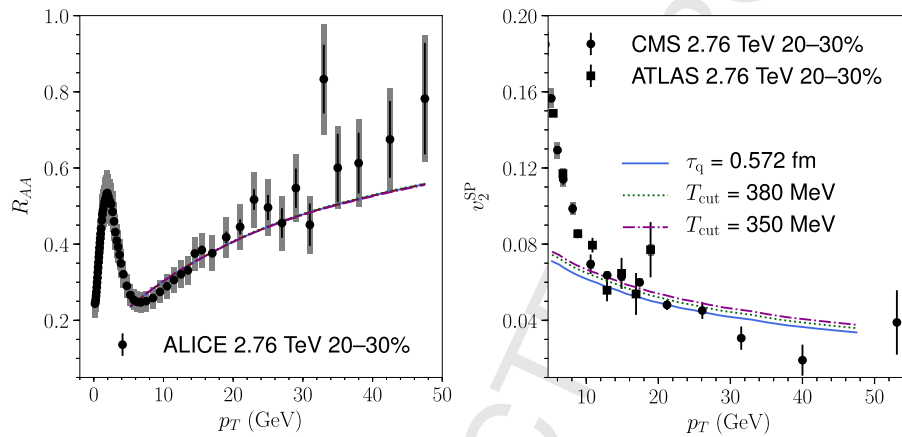 1.0
0.8
0.6
0.4
0.2
R_AA
0 10 20 30 40 50
p_T (GeV)
ALICE 2.76 TeV 20–30%
0.20
0.16
0.12
0.08
0.04
v_2^SP
0 10 20 30 40 50
p_T (GeV)
CMS 2.76 TeV 20–30%
ATLAS 2.76 TeV 20–30%
τ_q = 0.572 fm
T_cut = 380 MeV
T_cut = 350 MeV